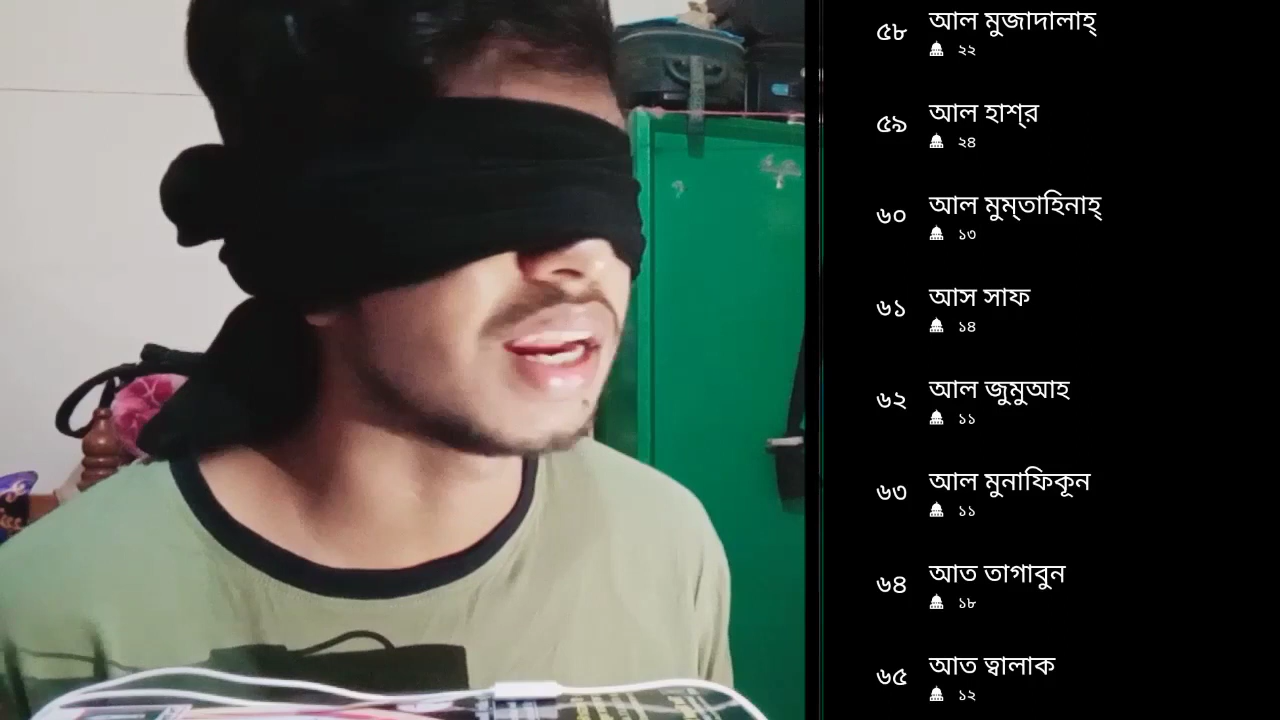 ৫৮ আল মুজাদালাহ্
২২
৫৯ আল হাশ্‌র
২৪
৬০ আল মুম্‌তাহিনাহ্
১৩
৬১ আস সাফ
১৪
৬২ আল জুমুআহ
১১
৬৩ আল মুনাফিকূন
১১
৬৪ আত তাগাবুন
১৮
৬৫ আত ত্বালাক
১২